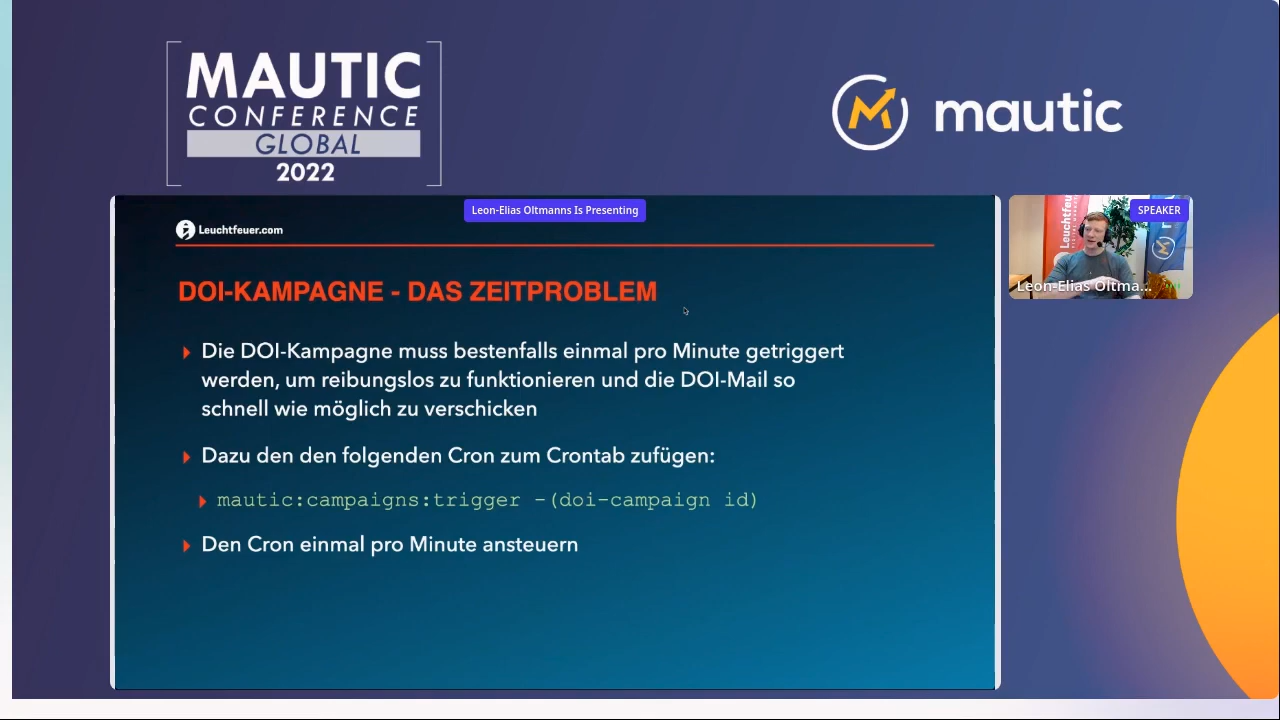 MAUTIC
CONFERENCE
GLOBAL
2022
mautic
Leon-Elias Oltmanns Is Presenting
Leuchtfeuer.com
SPEAKER
Leuchtfeu
Leon-Elias Oltma...
DOI-KAMPAGNE - DAS ZEITPROBLEM
Die DOI-Kampagne muss bestenfalls einmal pro Minute getriggert
werden, um reibungslos zu funktionieren und die DOI-Mail so
schnell wie möglich zu verschicken
Dazu den den folgenden Cron zum Crontab zufügen:
mautic:campaigns:trigger -(doi-campaign id)
Den Cron einmal pro Minute ansteuern